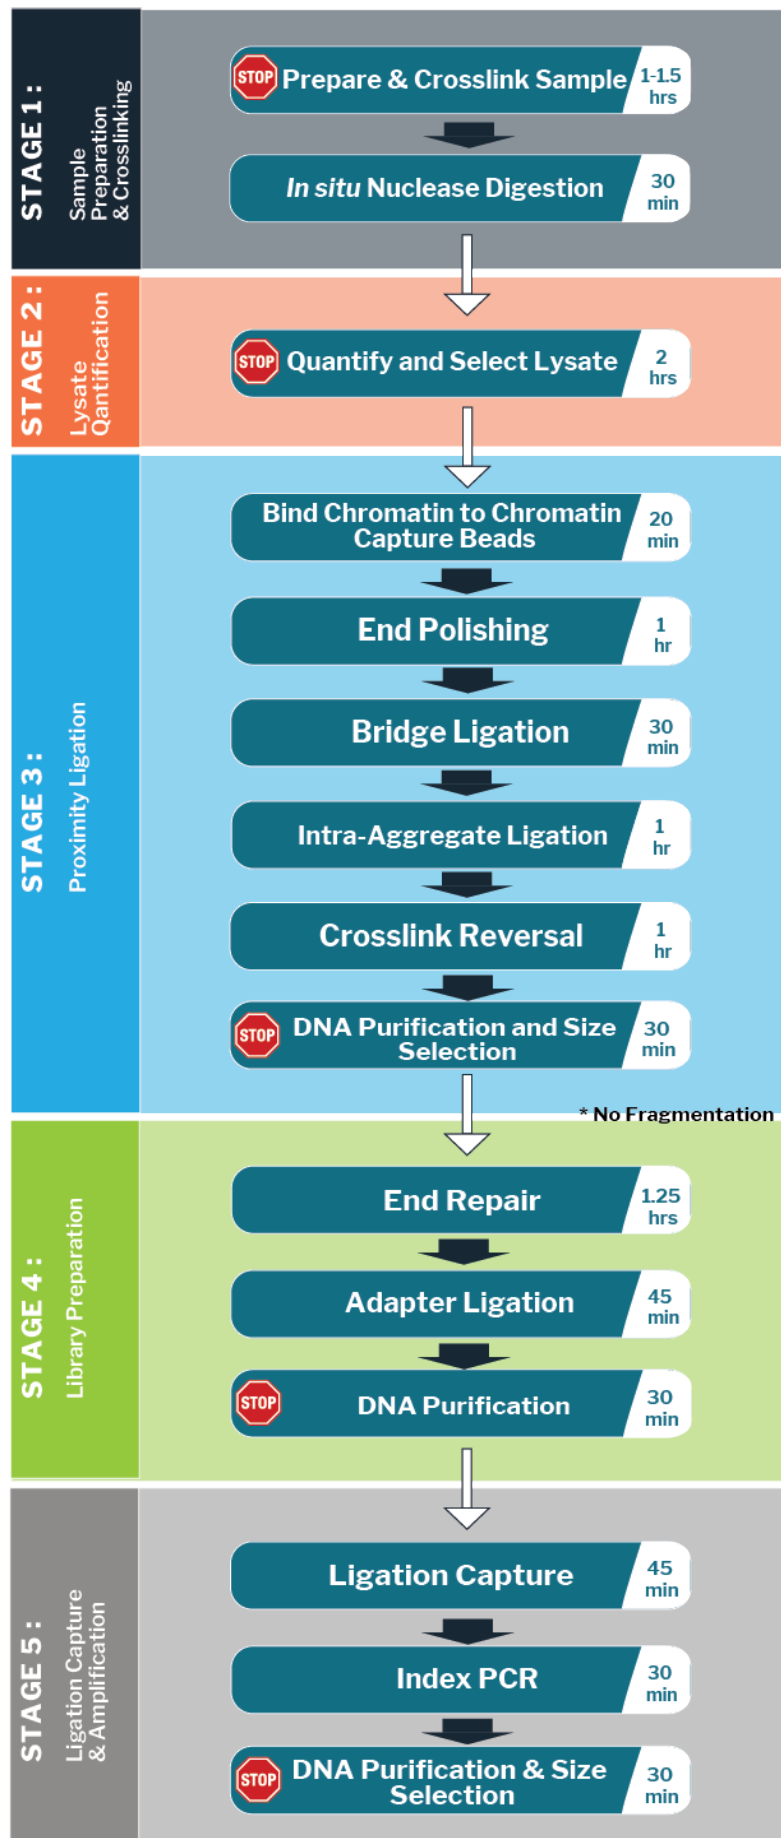 STAGE 1 :
Sample
Preparation
& Crosslinking
STOP
Prepare & Crosslink Sample
1-1.5
hrs
In situ Nuclease Digestion
30
min
STAGE 2 :
Lysate
Qantification
STOP
Quantify and Select Lysate
2
hrs
STAGE 3 :
Proximity Ligation
Bind Chromatin to Chromatin
Capture Beads
20
min
End Polishing
1
hr
Bridge Ligation
30
min
Intra-Aggregate Ligation
1
hr
Crosslink Reversal
1
hr
STOP
DNA Purification and Size
Selection
30
min
* No Fragmentation
STAGE 4 :
Library Preparation
End Repair
1.25
hrs
Adapter Ligation
45
min
STOP
DNA Purification
30
min
STAGE 5 :
Ligation Capture
& Amplification
Ligation Capture
45
min
Index PCR
30
min
STOP
DNA Purification & Size
Selection
30
min